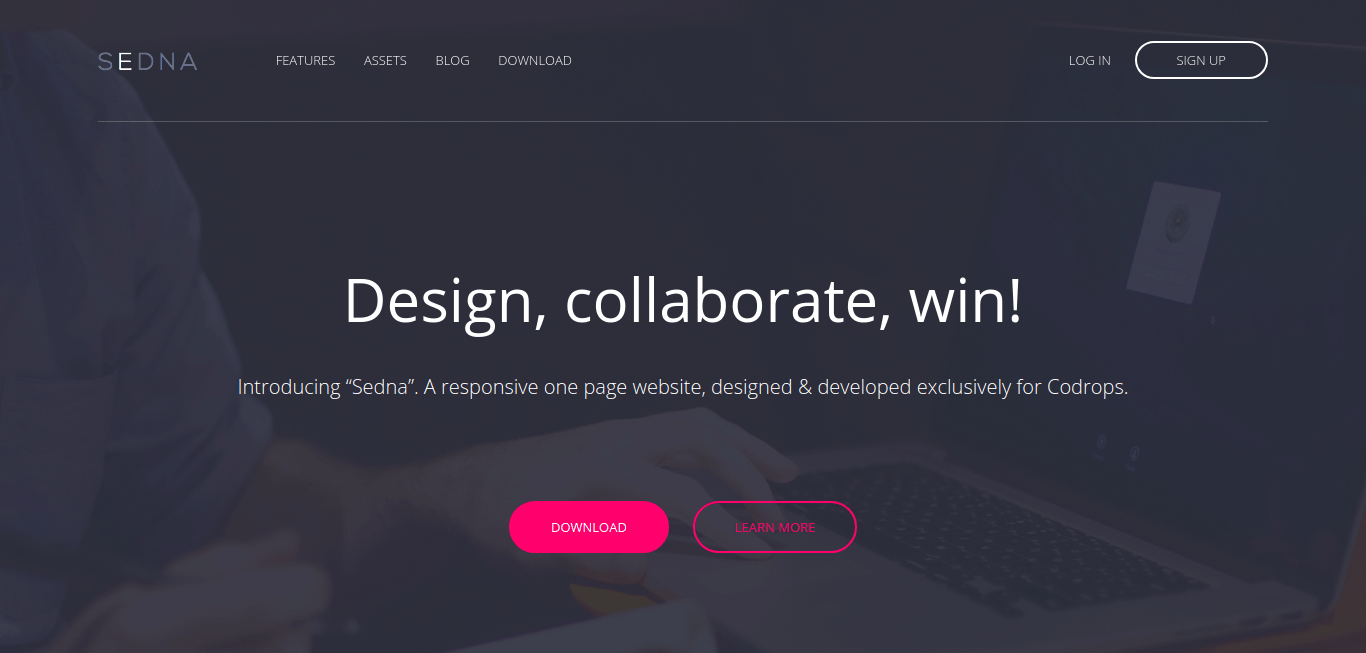 SEDNA
FEATURES ASSETS BLOG DOWNLOAD
LOG IN SIGN UP
Design, collaborate, win!
Introducing “Sedna”. A responsive one page website, designed & developed exclusively for Codrops.
DOWNLOAD LEARN MORE